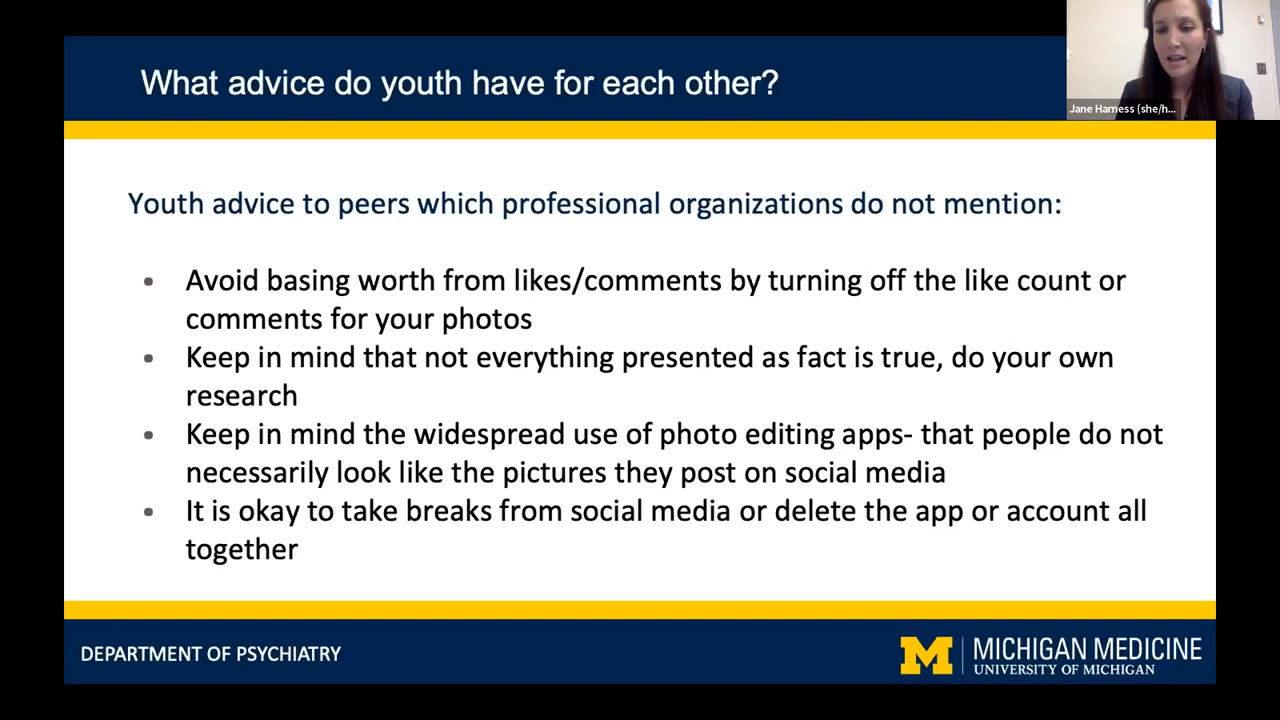 What advice do youth have for each other?
Jane Harness (she/h...
Youth advice to peers which professional organizations do not mention:
• Avoid basing worth from likes/comments by turning off the like count or
comments for your photos
• Keep in mind that not everything presented as fact is true, do your own
research
• Keep in mind the widespread use of photo editing apps- that people do not
necessarily look like the pictures they post on social media
• It is okay to take breaks from social media or delete the app or account all
together
DEPARTMENT OF PSYCHIATRY
M
MICHIGAN MEDICINE
UNIVERSITY OF MICHIGAN